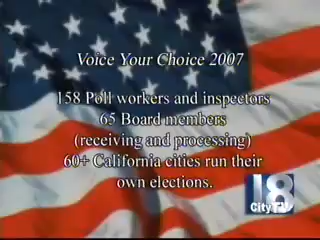 Voice Your Choice 2007
158 Poll workers and inspectors
65 Board members
(receiving and processing)
60+ California cities run their
own elections.
18
CityTV